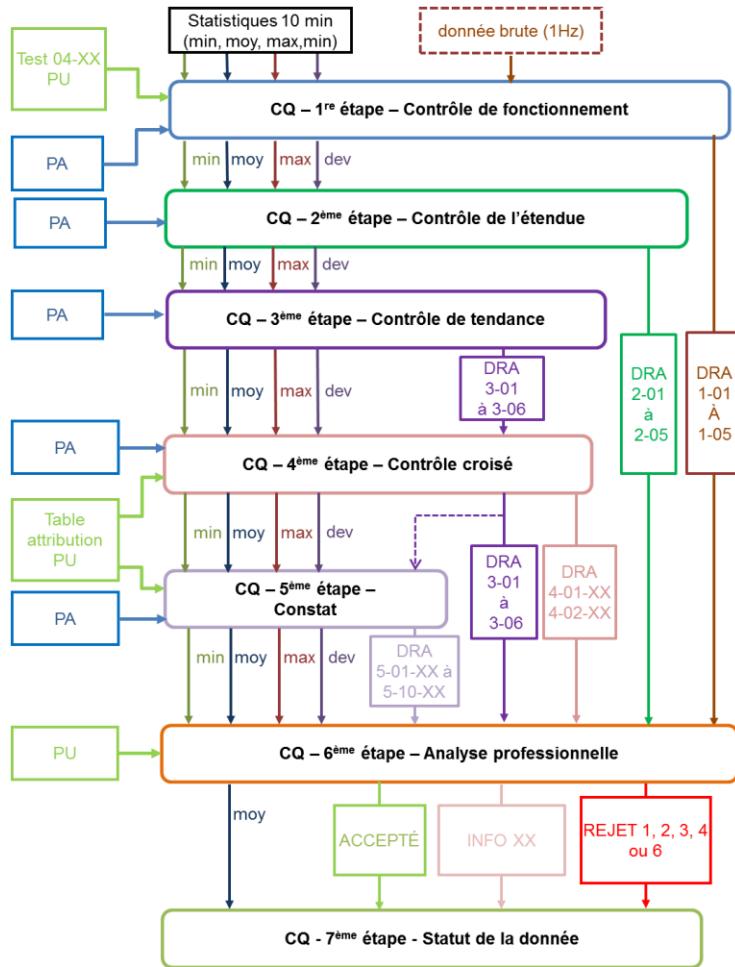 Statistiques 10 min
(min, moy, max,min)
donnée brute (1Hz)
Test 04-XX
PU
CQ – 1re étape – Contrôle de fonctionnement
PA
min moy max dev
PA
CQ – 2ème étape – Contrôle de l'étendue
min moy max dev
PA
CQ – 3ème étape – Contrôle de tendance
min moy max dev
DRA
3-01
à 3-06
DRA
2-01
à
2-05
DRA
1-01
À
1-05
PA
CQ – 4ème étape – Contrôle croisé
Table
attribution
PU
min moy max dev
DRA
3-01
à
3-06
DRA
4-01-XX
4-02-XX
CQ – 5ème étape –
Constat
PA
min moy max dev
DRA
5-01-XX à
5-10-XX
PU
CQ – 6ème étape – Analyse professionnelle
moy
ACCEPTÉ
INFO XX
REJET 1, 2, 3, 4
ou 6
CQ - 7ème étape - Statut de la donnée